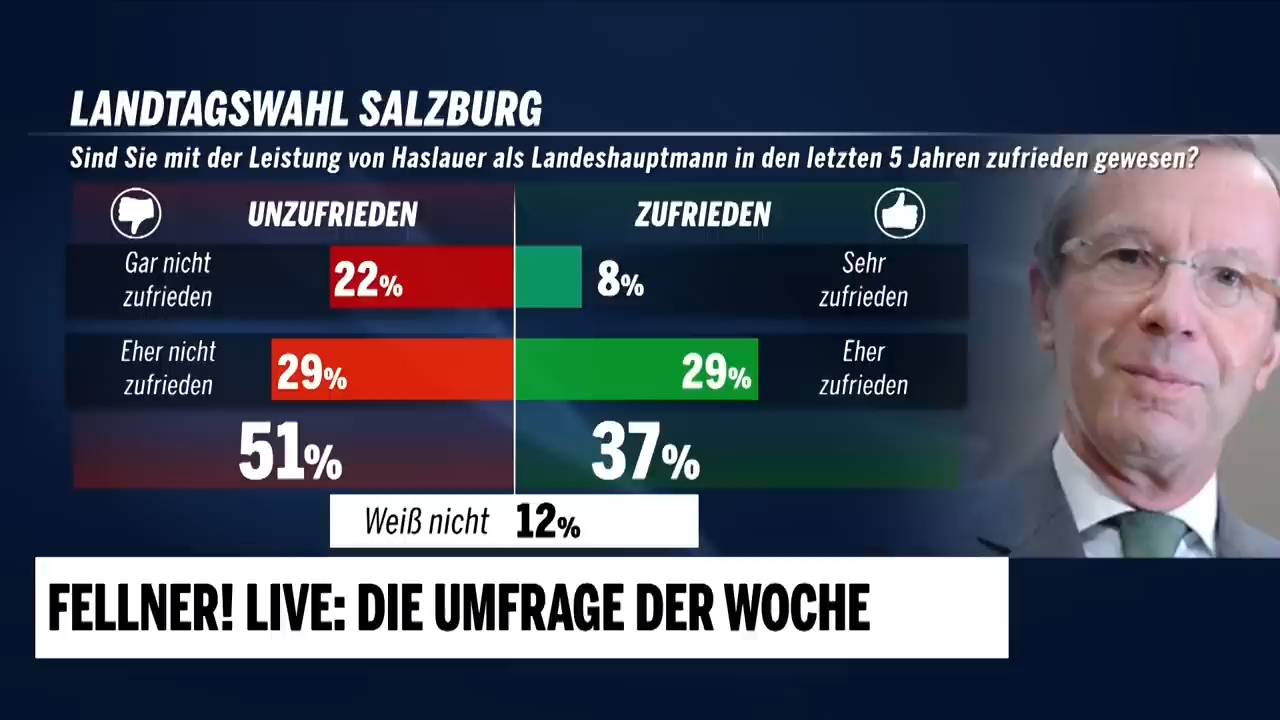 LANDTAGSWAHL SALZBURG
Sind Sie mit der Leistung von Haslauer als Landeshauptmann in den letzten 5 Jahren zufrieden gewesen?
UNZUFRIEDEN
ZUFRIEDEN
Gar nicht
zufrieden
22%
8%
Sehr
zufrieden
Eher nicht
zufrieden
29%
29%
Eher
zufrieden
51%
37%
Weiß nicht 12%
FELLNER! LIVE: DIE UMFRAGE DER WOCHE